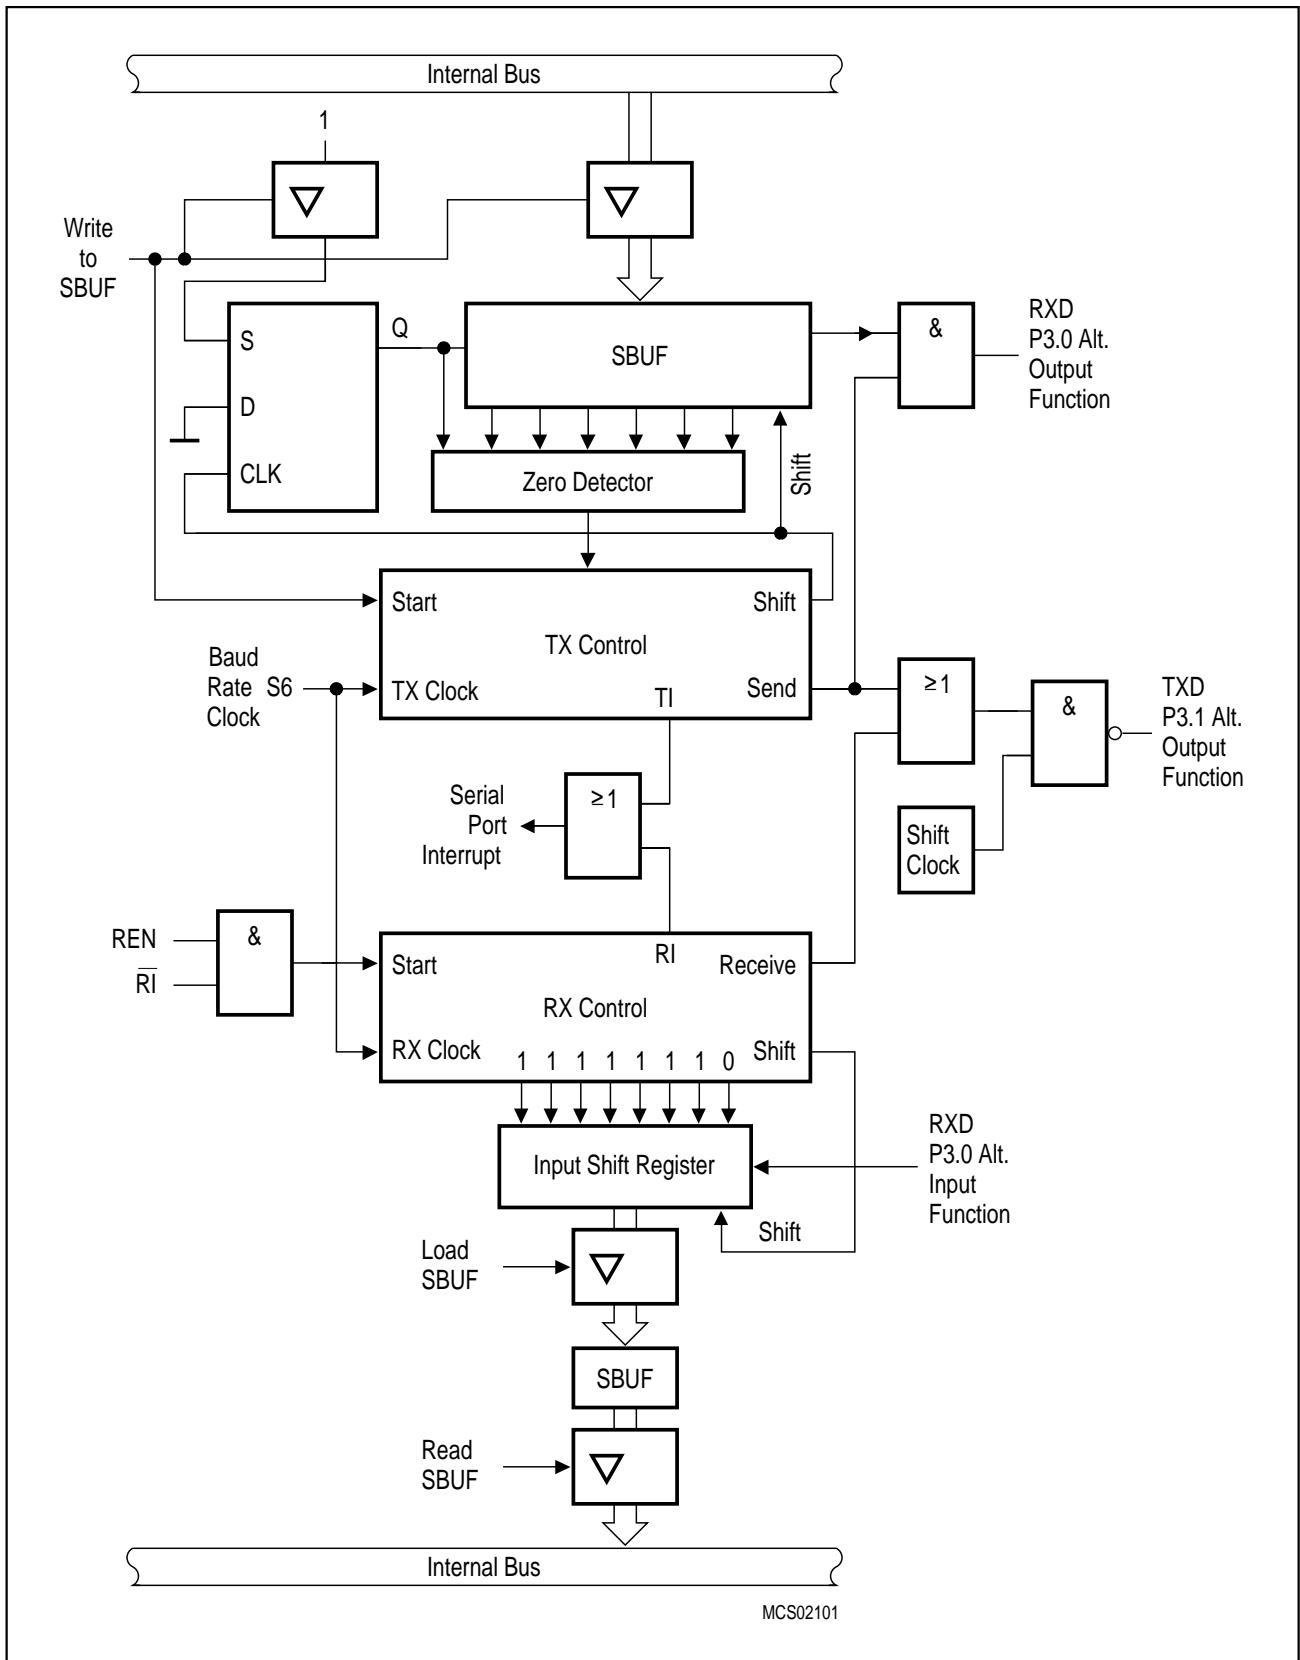 Internal Bus
1
Write
to
SBUF
S
D
CLK
Q
SBUF
&
RXD
P3.0 Alt.
Output
Function
Zero Detector
Shift
Start
Shift
TX Control
Baud
Rate S6
Clock
TX Clock
TI
Send
≥1
&
TXD
P3.1 Alt.
Output
Function
Serial
Port
Interrupt
≥1
Shift
Clock
REN
R̅I̅
&
Start
RI
Receive
RX Control
RX Clock
1 1 1 1 1 1 1 0
Shift
Input Shift Register
RXD
P3.0 Alt.
Input
Function
Shift
Load
SBUF
SBUF
Read
SBUF
Internal Bus
MCS02101